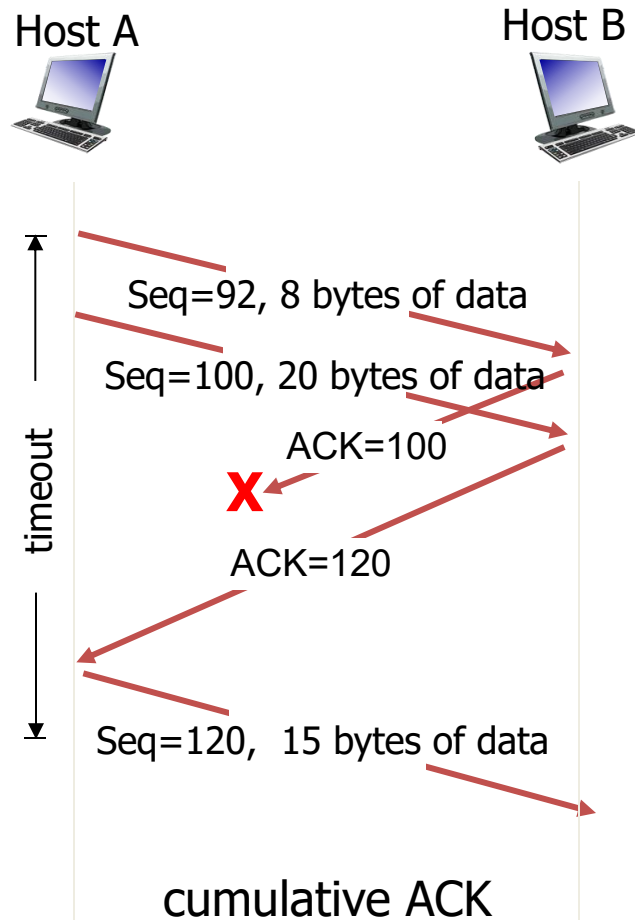 Host A
Host B
Seq=92, 8 bytes of data
Seq=100, 20 bytes of data
ACK=100
X
timeout
ACK=120
Seq=120, 15 bytes of data
cumulative ACK